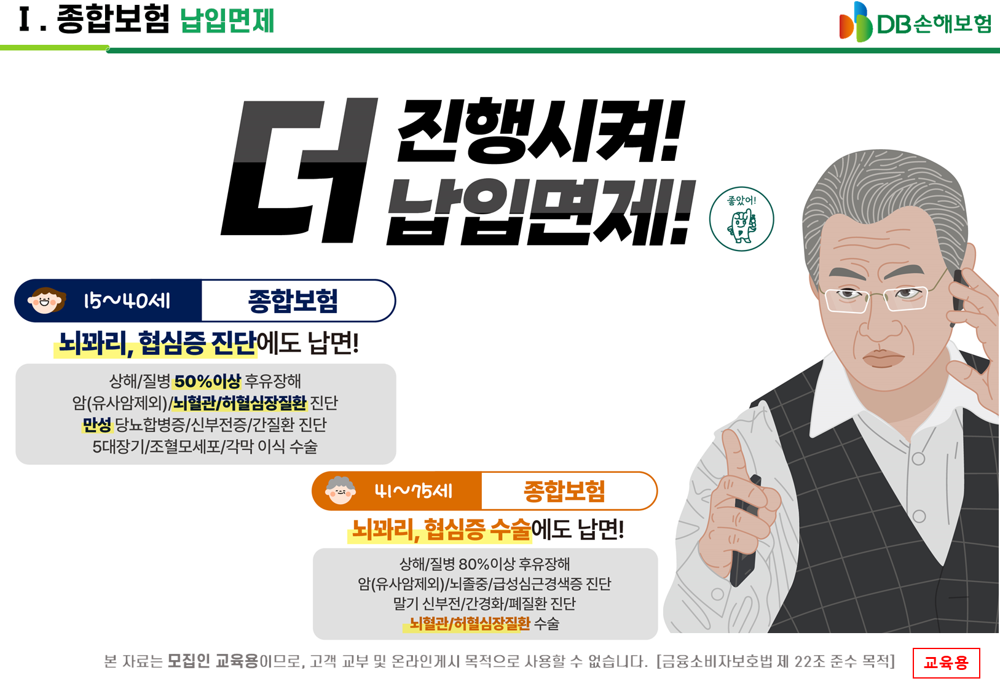 Ⅰ. 종합보험 납입면제
DB손해보험
더 진행시켜!
납입면제!
좋았어!
15~40세 종합보험
뇌꽈리, 협심증 진단에도 납면!
상해/질병 50%이상 후유장해
암(유사암제외)/뇌혈관/허혈심장질환 진단
만성 당뇨합병증/신부전증/간질환 진단
5대장기/조혈모세포/각막 이식 수술
41~75세 종합보험
뇌꽈리, 협심증 수술에도 납면!
상해/질병 80%이상 후유장해
암(유사암제외)/뇌졸중/급성심근경색증 진단
말기 신부전/간경화/폐질환 진단
뇌혈관/허혈심장질환 수술
본 자료는 모집인 교육용이므로, 고객 교부 및 온라인게시 목적으로 사용할 수 없습니다. [금융소비자보호법 제 22조 준수 목적]
교육용